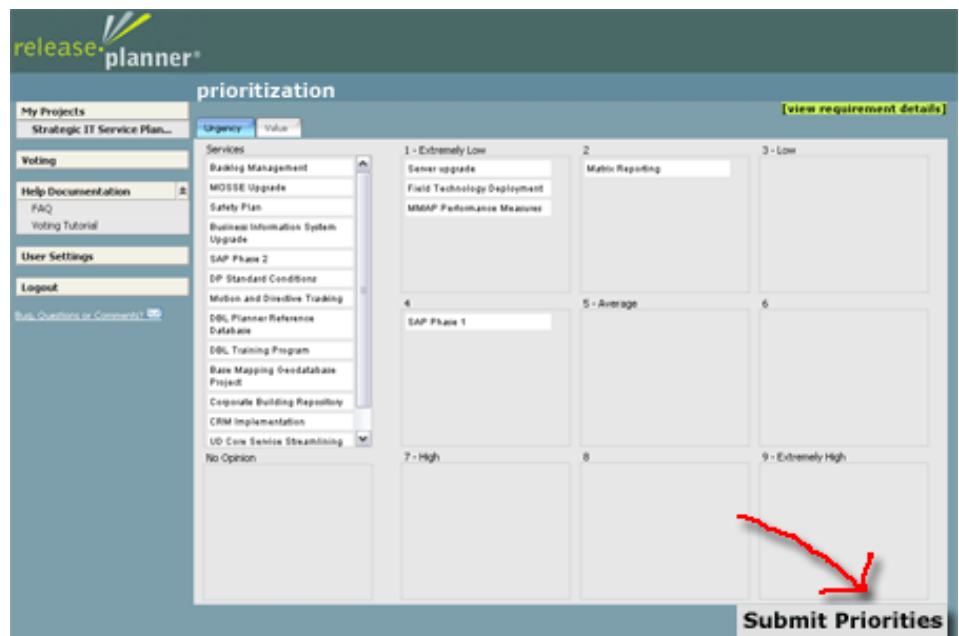 release planner®
prioritization
[view requirement details]
My Projects
Strategic IT Service Plan...
Voting
Help Documentation
FAQ
Voting Tutorial
User Settings
Logout
Bug, Questions or Comments?
Urgency
Value
Services
Backlog Management
MOSSE Upgrade
Safety Plan
Business Information System
Upgrade
SAP Phase 2
DP Standard Conditions
Motion and Directive Tracking
DBL Planner Reference
Database
DBL Training Program
Base Mapping Geodatabase
Project
Corporate Building Repository
CRM Implementation
UD Core Service Streamlining
1 - Extremely Low
Server upgrade
Field Technology Deployment
MMAP Performance Measures
2
Matrix Reporting
3 - Low
4
SAP Phase 1
5 - Average
6
No Opinion
7 - High
8
9 - Extremely High
Submit Priorities